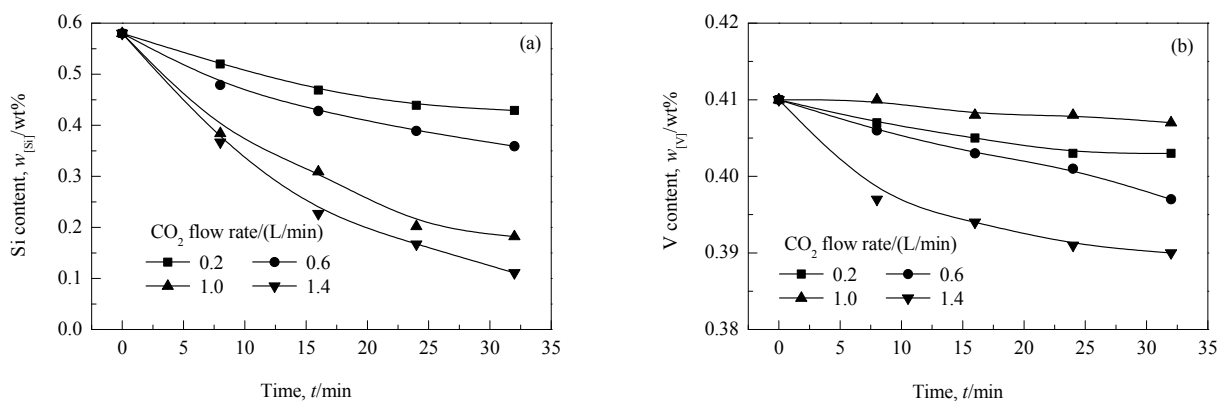 0.6
0.5
0.4
0.3
0.2
0.1
0.0
Si content, w[Si]/wt%
(a)
CO2 flow rate/(L/min)
0.2 0.6
1.0 1.4
0 5 10 15 20 25 30 35
Time, t/min
0.42
0.41
0.40
0.39
0.38
V content, w[V]/wt%
(b)
CO2 flow rate/(L/min)
0.2 0.6
1.0 1.4
0 5 10 15 20 25 30 35
Time, t/min